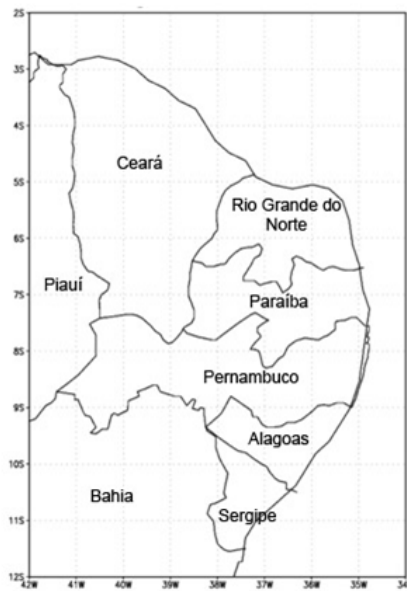 2S
3S
4S
Ceará
5S
Rio Grande do
Norte
6S
Piauí
Paraíba
7S
8S
Pernambuco
9S
Alagoas
10S
Bahia
Sergipe
11S
12S
42W 41W 40W 39W 38W 37W 36W 35W 34W